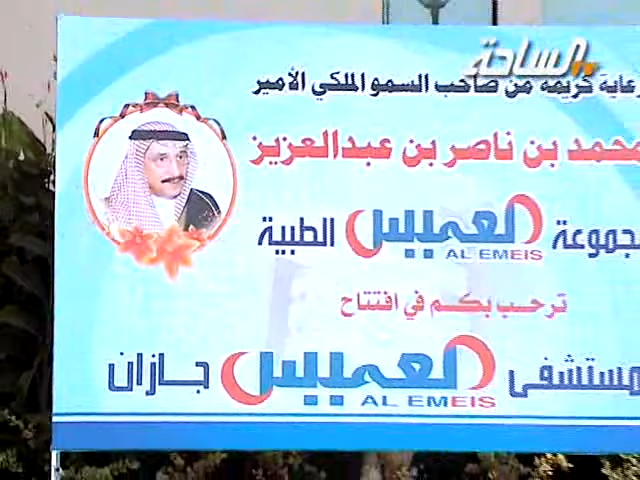 الساحة
رعاية كريمة من صاحب السمو الملكي الأمير
محمد بن ناصر بن عبدالعزيز
مجموعة العميس الطبية
AL EMEIS
ترحب بكم في افتتاح
مستشفى العميس جازان
AL EMEIS